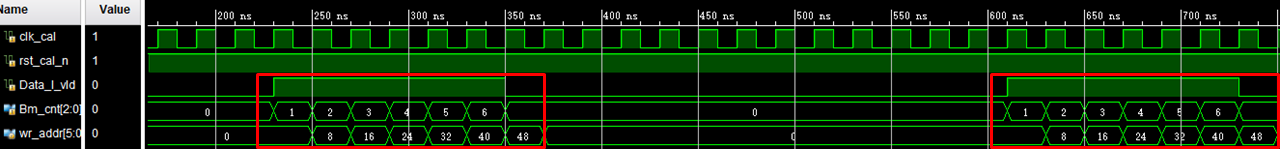 Name Value 200 ns 250 ns 300 ns 350 ns 400 ns 450 ns 500 ns 550 ns 600 ns 650 ns 700 ns
clk_cal 1
rst_cal_n 1
Data_I_vld 0
Bm_cnt[2:0] 0 0 1 2 3 4 5 6 0 1 2 3 4 5 6
wr_addr[5:0 0 0 8 16 24 32 40 48 0 8 16 24 32 40 48